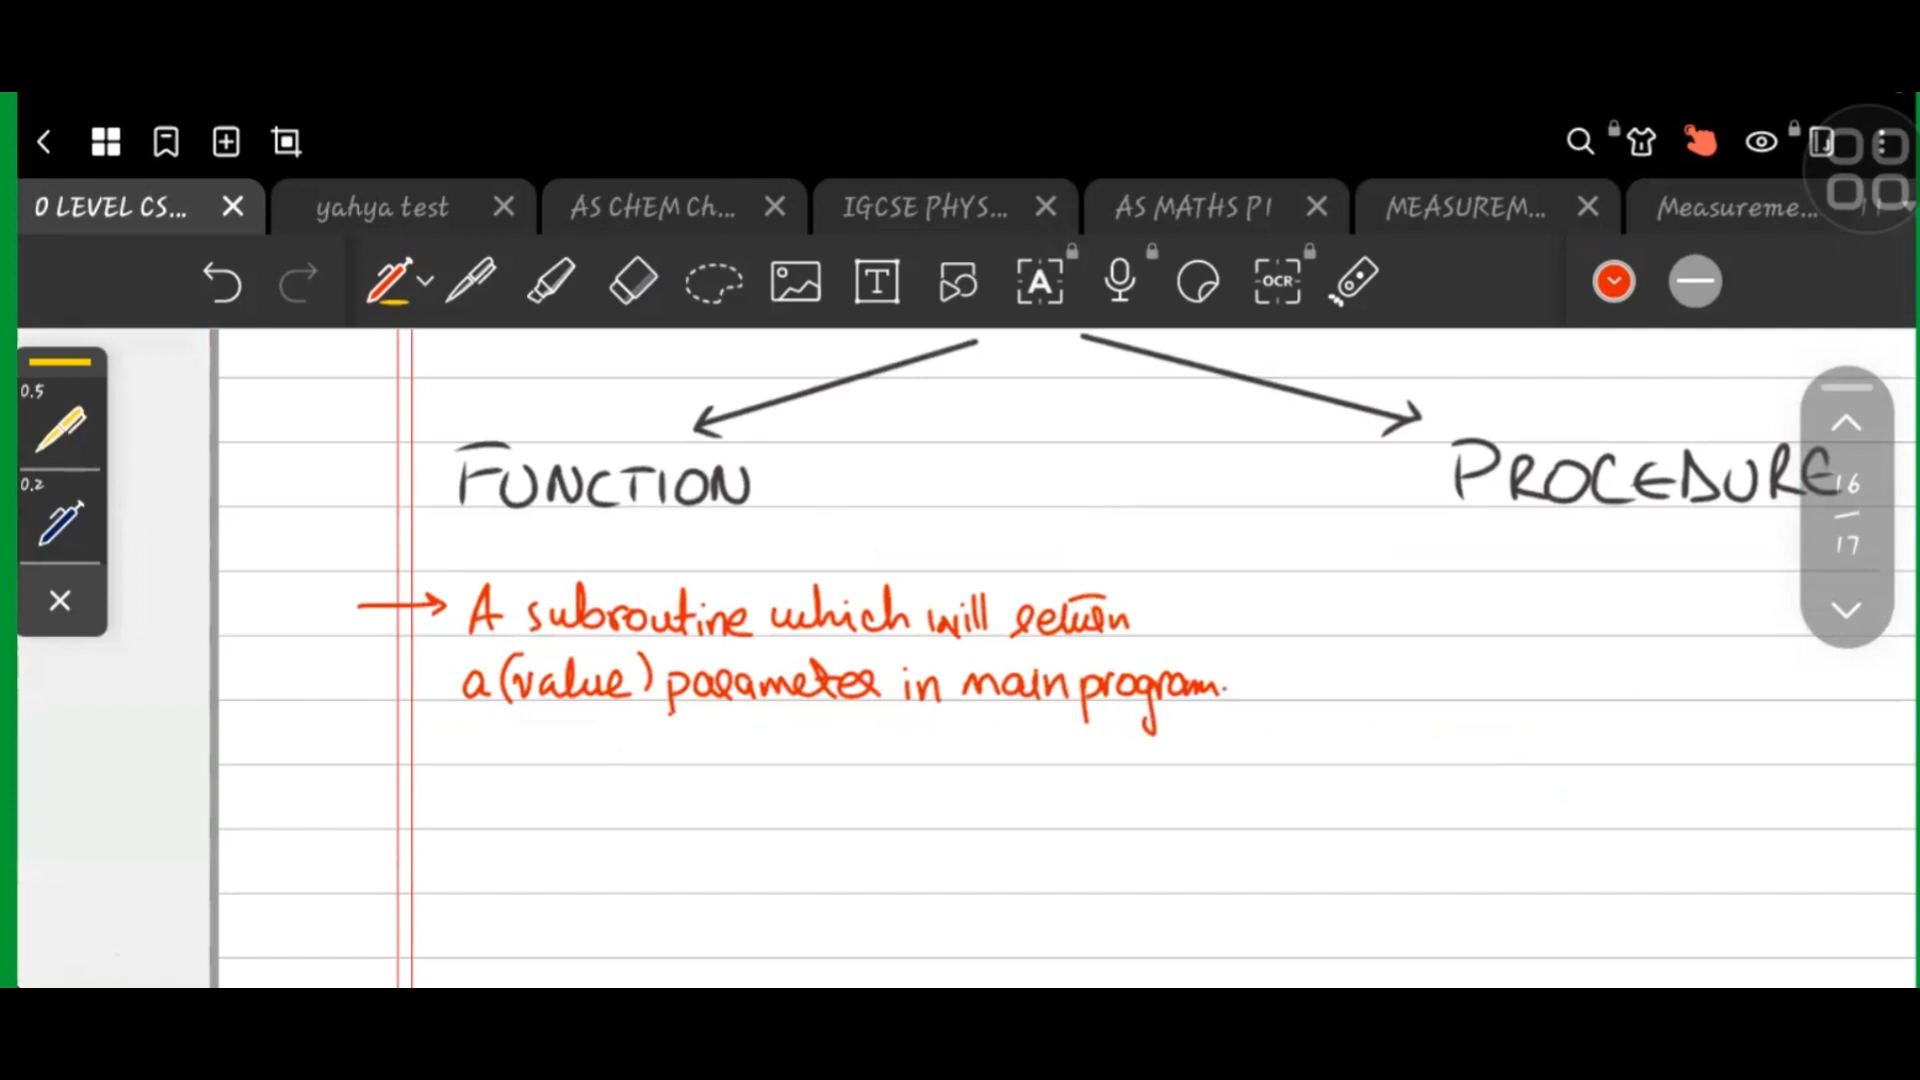 O LEVEL CS...
yahya test
AS CHEM Ch...
IGCSE PHYS...
AS MATHS P1
MEASUREM...
Measureme...
T
A
OCR
0.5
0.2
FUNCTION
PROCEDURE
16
17
→ A subroutine which will return
a (value) parameter in main program.